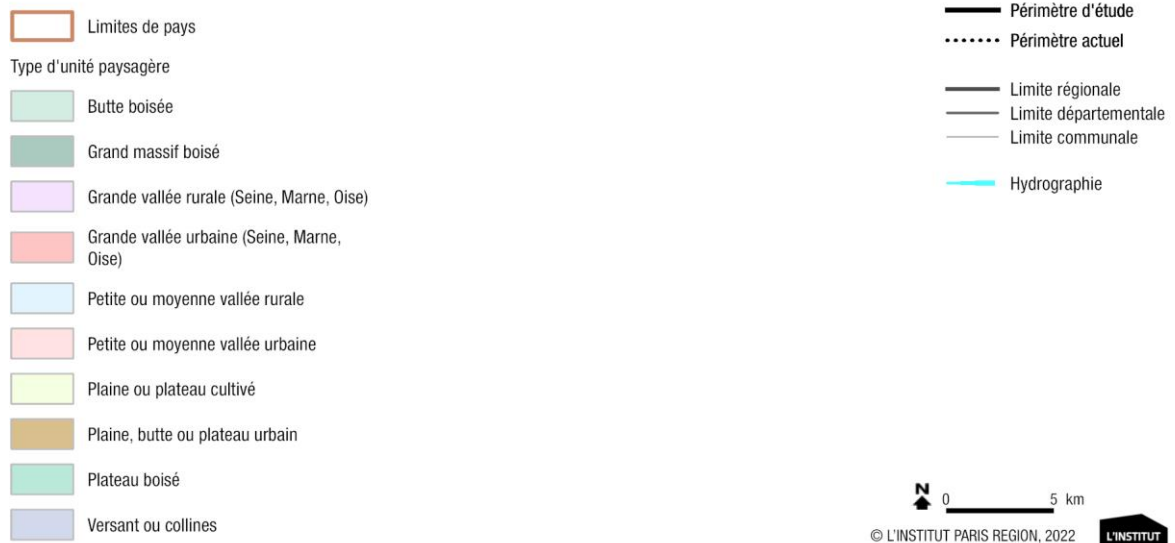 Limites de pays
Type d'unité paysagère
Butte boisée
Grand massif boisé
Grande vallée rurale (Seine, Marne, Oise)
Grande vallée urbaine (Seine, Marne,
Oise)
Petite ou moyenne vallée rurale
Petite ou moyenne vallée urbaine
Plaine ou plateau cultivé
Plaine, butte ou plateau urbain
Plateau boisé
Versant ou collines
Périmètre d'étude
Périmètre actuel
Limite régionale
Limite départementale
Limite communale
Hydrographie
N
0 5 km
© L'INSTITUT PARIS REGION, 2022
L'INSTITUT